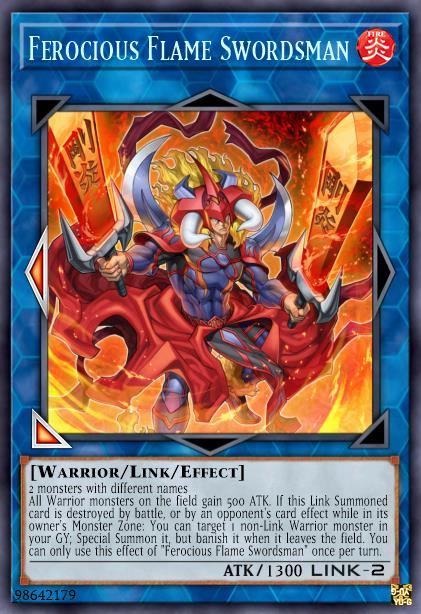 Ferocious Flame Swordsman
FIRE
炎
[Warrior/Link/Effect]
2 monsters with different names
All Warrior monsters on the field gain 500 ATK. If this Link Summoned
card is destroyed by battle, or by an opponent's card effect while in its
owner's Monster Zone: You can target 1 non-Link Warrior monster in
your GY; Special Summon it, but banish it when it leaves the field. You
can only use this effect of "Ferocious Flame Swordsman" once per turn.
ATK/1300 LINK-2
98642179